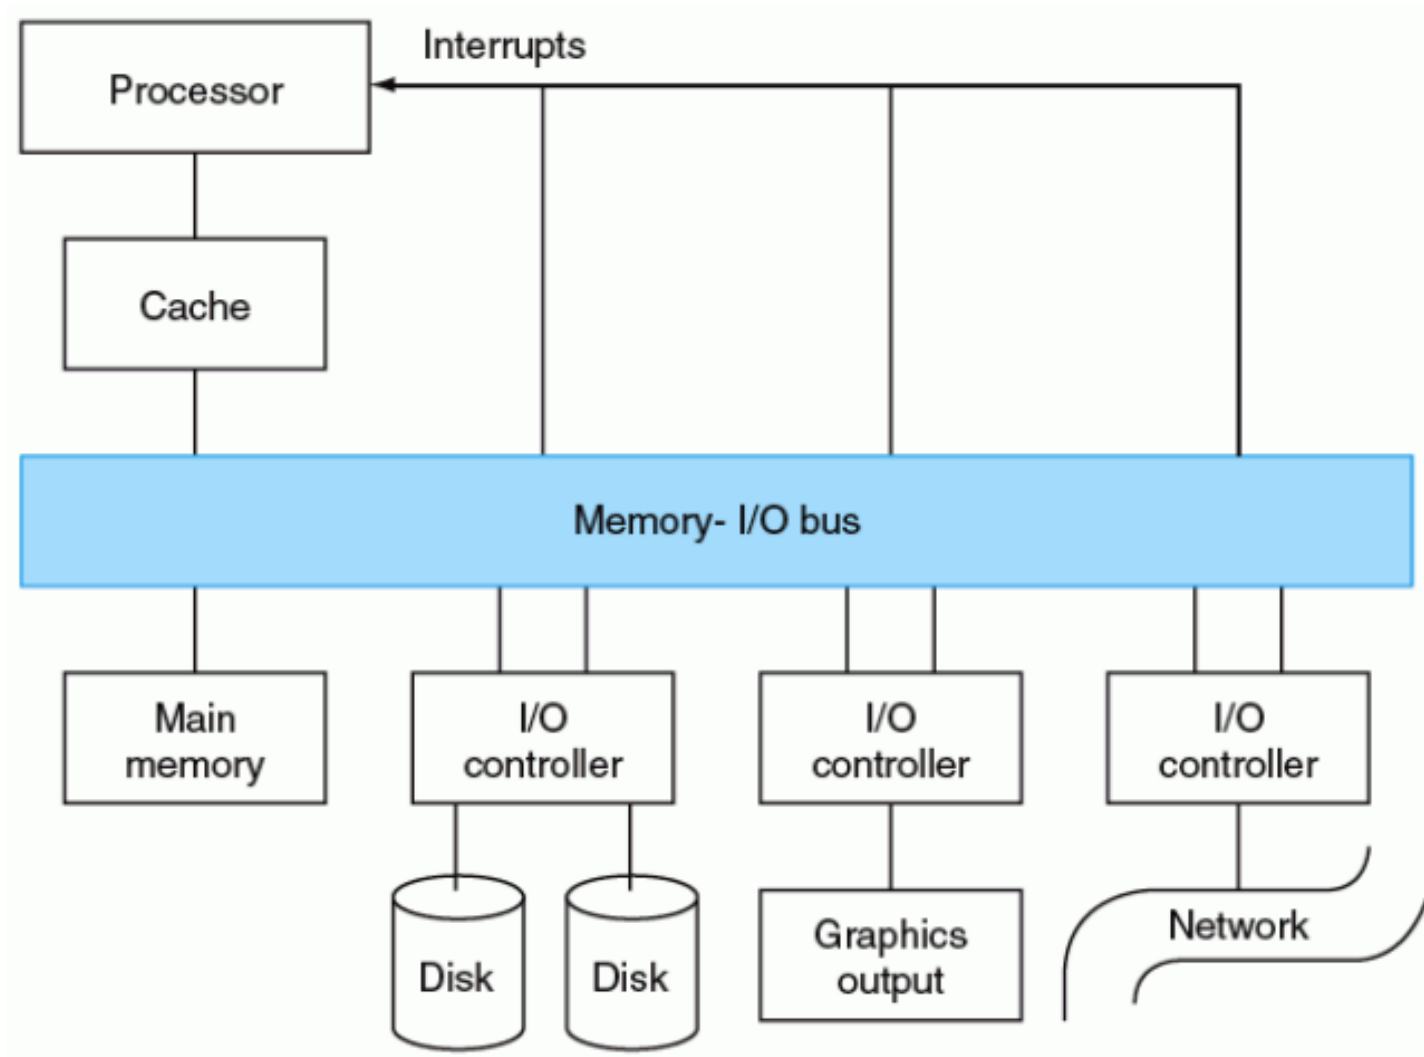 Interrupts
Processor
Cache
Memory- I/O bus
Main
memory
I/O
controller
I/O
controller
I/O
controller
Disk
Disk
Graphics
output
Network